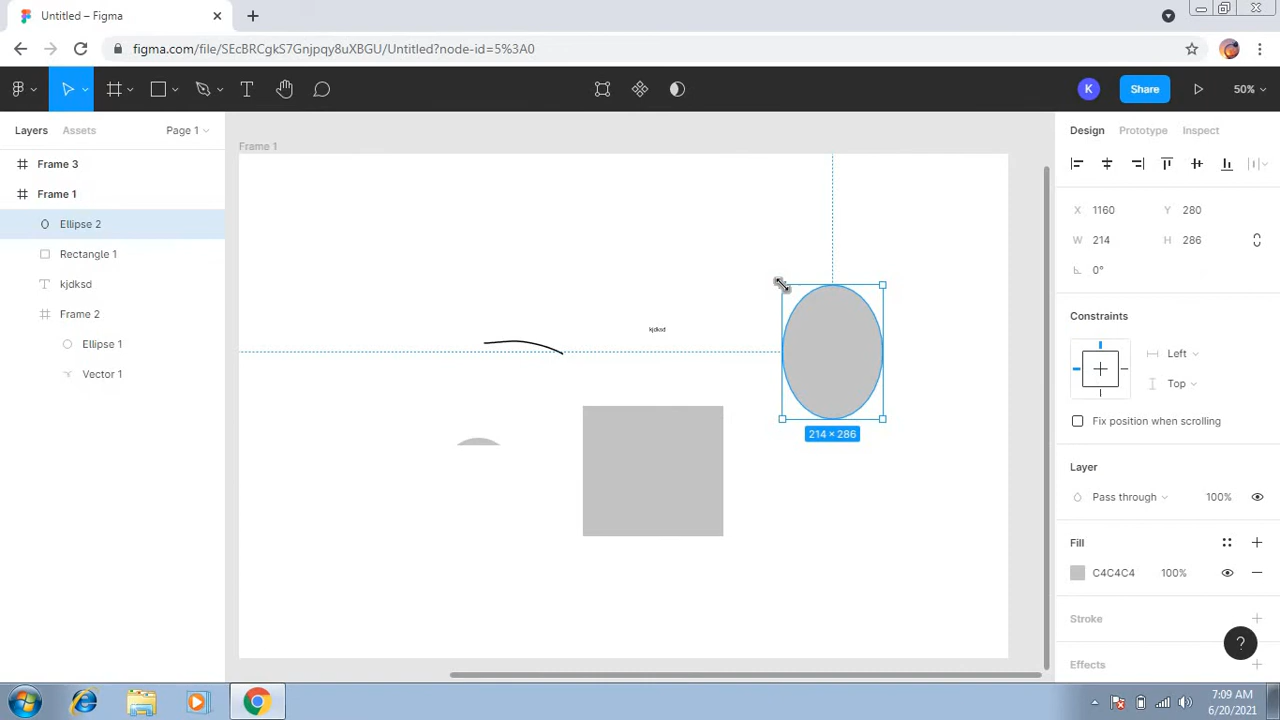 Untitled – Figma
figma.com/file/SEcBRCgkS7Gnjpqy8uXBGU/Untitled?node-id=5%3A0
K
Share
50%
Layers
Assets
Page 1
Frame 3
Frame 1
Ellipse 2
Rectangle 1
kjdksd
Frame 2
Ellipse 1
Vector 1
Frame 1
kjdksd
214 × 286
Design
Prototype
Inspect
X 1160
Y 280
W 214
H 286
0°
Constraints
Left
Top
Fix position when scrolling
Layer
Pass through
100%
Fill
C4C4C4
100%
Stroke
Effects
?
7:09 AM
6/20/2021